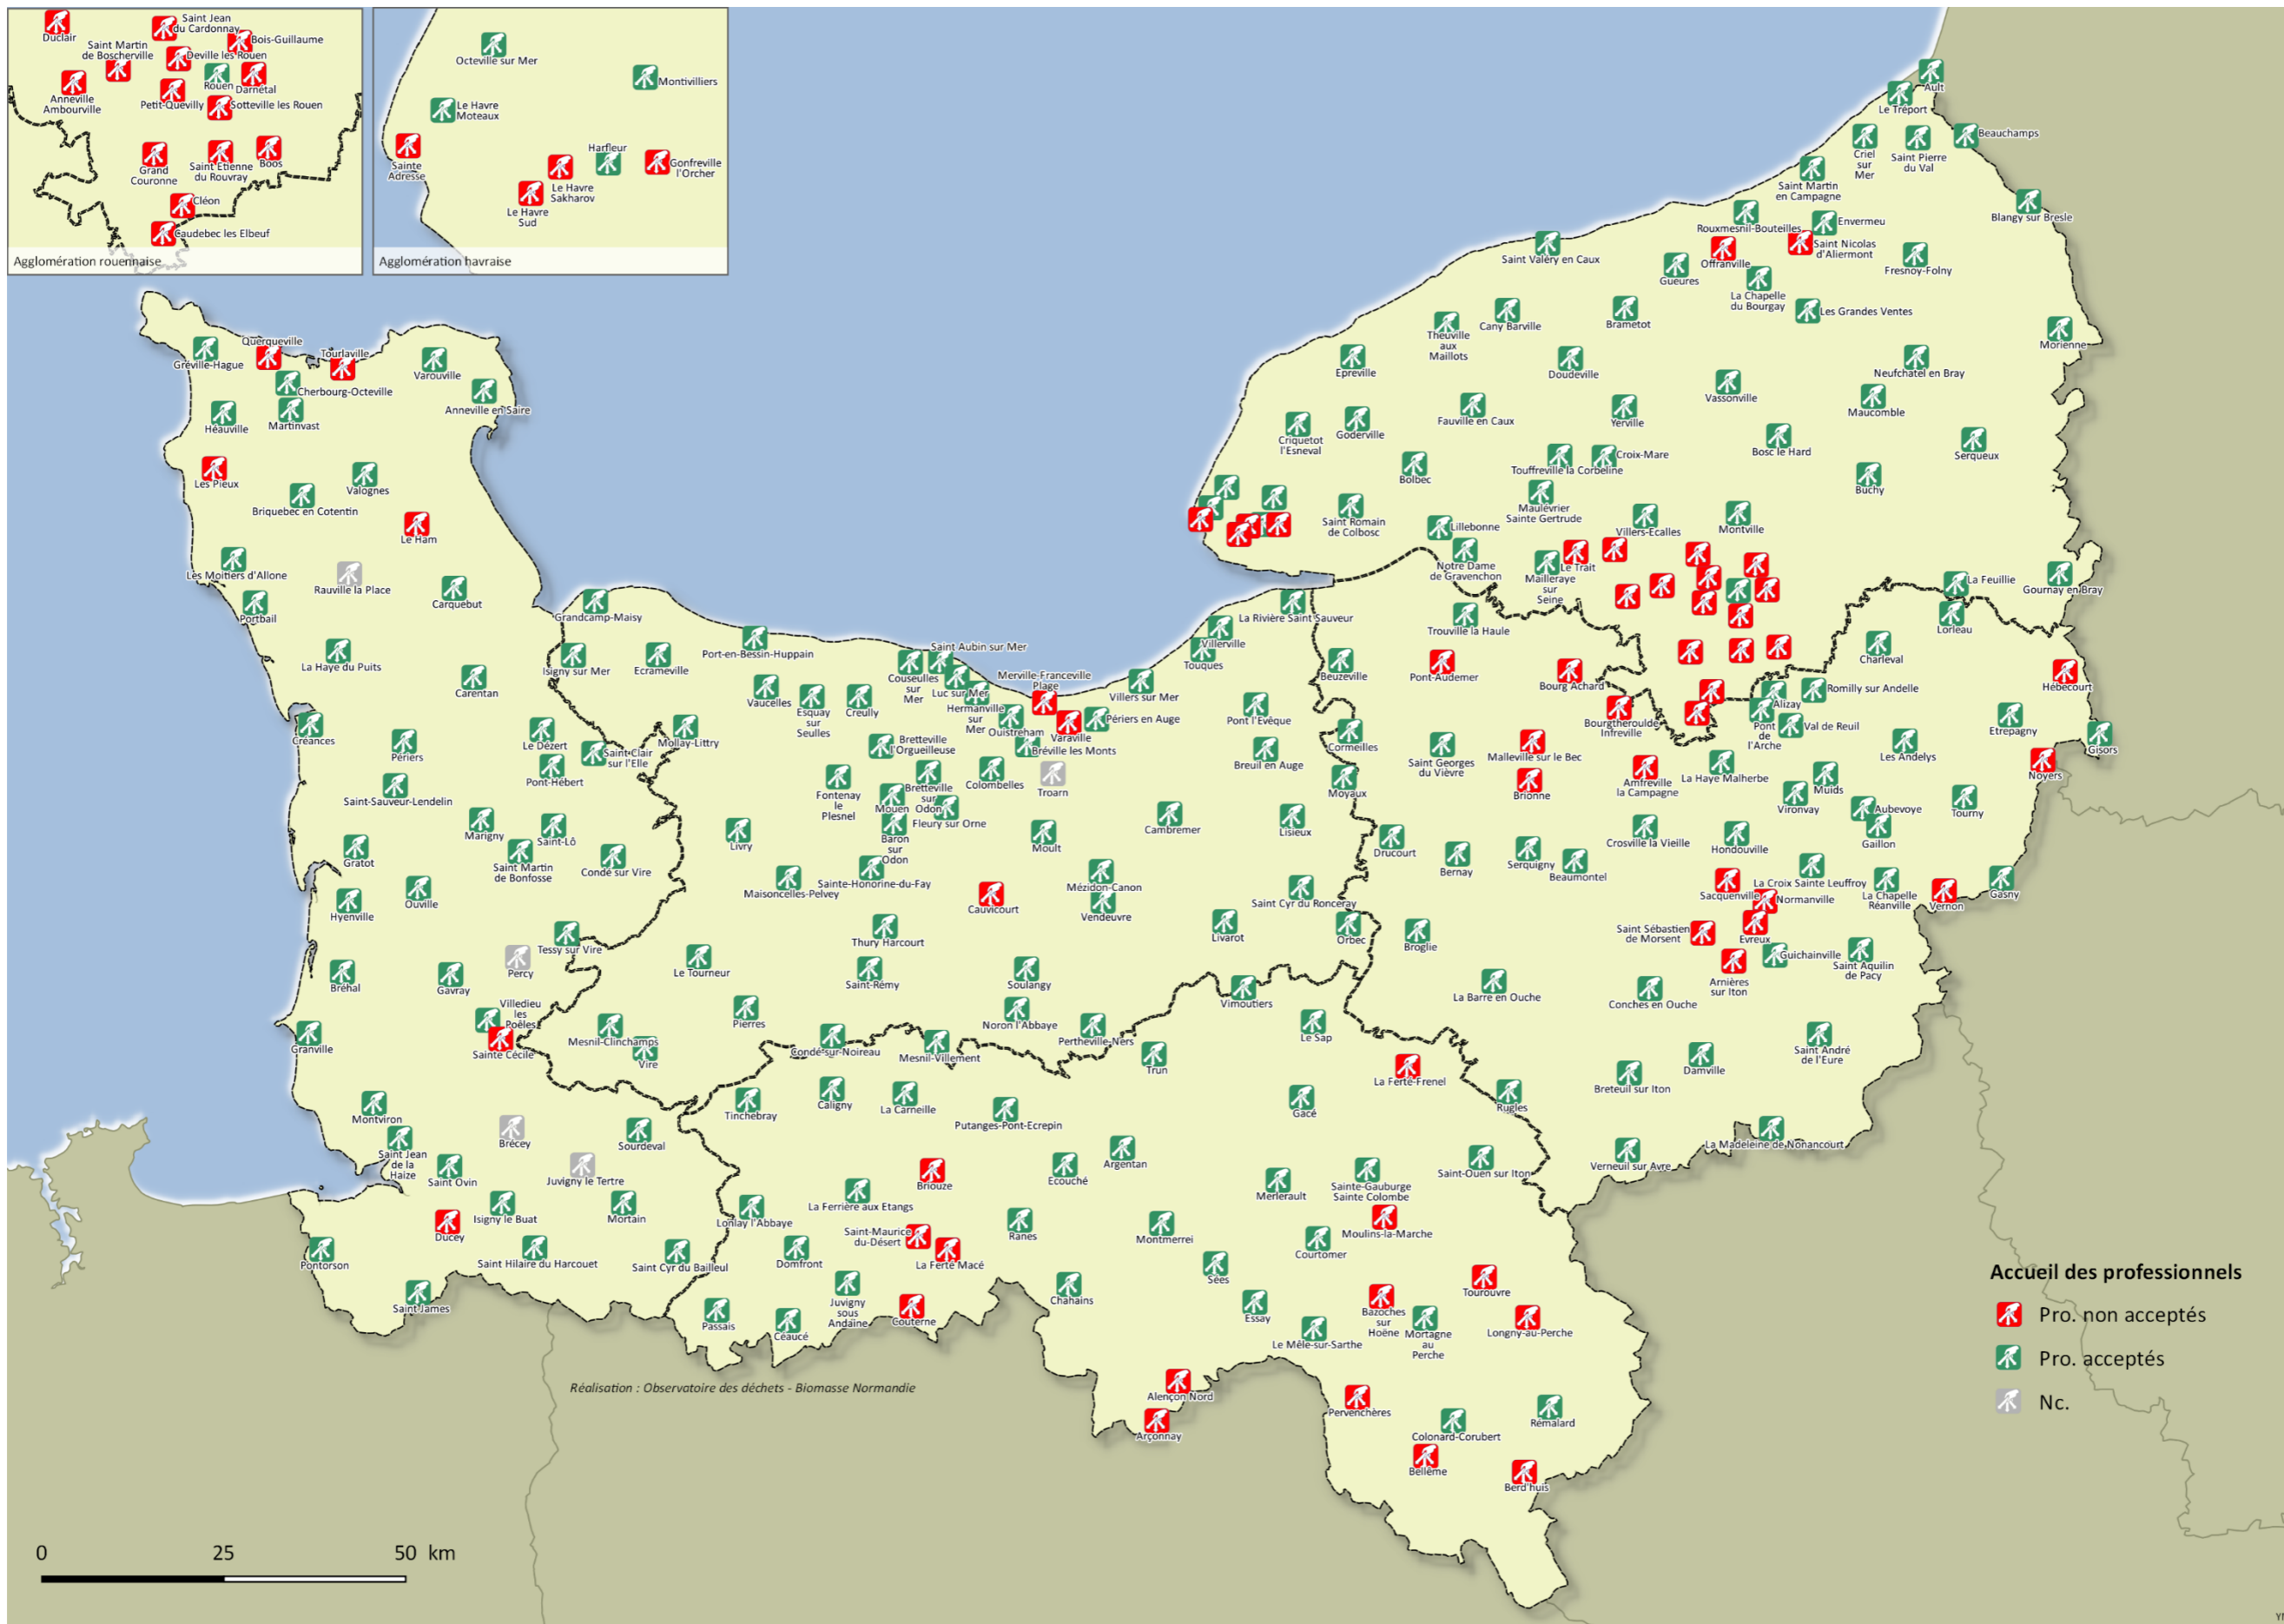 Duclair
Saint Jean
du Cardonnay
Bois-Guillaume
Saint Martin
de Boscherville
Deville les Rouen
Rouen
Darnétal
Anneville
Ambourville
Petit-Quevilly
Sotteville les Rouen
Grand
Couronne
Saint Etienne
du Rouvray
Boos
Cléon
Caudebec les Elbeuf
Agglomération rouennaise
Octeville sur Mer
Montivilliers
Le Havre
Moteaux
Sainte
Adresse
Harfleur
Gonfreville
l'Orcher
Le Havre
Sakharov
Le Havre
Sud
Agglomération havraise
Ault
Le Tréport
Beauchamps
Criel
sur
Mer
Saint Pierre
du Val
Saint Martin
en Campagne
Blangy sur Bresle
Rouxmesnil-Bouteilles
Envermeu
Saint Nicolas
d'Aliermont
Offranville
Saint Valéry en Caux
Gueures
Fresnoy-Folny
La Chapelle
du Bourgay
Les Grandes Ventes
Cany Barville
Brametot
Theuville
aux
Maillots
Morienne
Epreville
Doudeville
Neufchatel en Bray
Vassonville
Maucomble
Fauville en Caux
Yerville
Criquetot
l'Esneval
Goderville
Bosc le Hard
Serqueux
Bolbec
Touffreville la Corbeline
Croix-Mare
Buchy
Saint Romain
de Colbosc
Maulévrier
Sainte Gertrude
Lillebonne
Villers-Ecalles
Montville
Notre Dame
de Gravenchon
Le Trait
Mailleraye
sur
Seine
La Feuillie
Gournay en Bray
Quèrqueville
Tourlaville
Gréville-Hague
Cherbourg-Octeville
Varouville
Anneville en Saire
Héauville
Martinvast
Les Pieux
Valognes
Briquebec en Cotentin
Le Ham
Les Moitiers d'Allone
Rauville la Place
Carquebut
Portbail
La Haye du Puits
Carentan
Créances
Périers
Le Dézert
Saint-Clair
sur l'Elle
Pont-Hébert
Saint-Sauveur-Lendelin
Marigny
Saint-Lô
Saint Martin
de Bonfosse
Condé sur Vire
Gratot
Hyenville
Ouville
Tessy sur Vire
Percy
Bréhal
Gavray
Villedieu
les
Poêles
Sainte Cécile
Granville
Montviron
Brécey
Sourdeval
Saint Jean
de la
Haize
Saint Ovin
Juvigny le Tertre
Isigny le Buat
Mortain
Ducey
Pontorson
Saint Hilaire du Harcouet
Saint Cyr du Bailleul
Saint-James
Grandcamp-Maisy
Isigny sur Mer
Ecrameville
Port-en-Bessin-Huppain
Mollay-Littry
Vaucelles
Esquay
sur
Seulles
Creully
Couseulles
sur
Mer
Saint Aubin sur Mer
Luc sur Mer
Hermanville
sur
Mer
Ouistreham
Merville-Franceville
Plage
Varaville
Périers en Auge
Bréville les Monts
Villers sur Mer
Touques
Villerville
La Rivière Saint Sauveur
Bretteville
l'Orgueilleuse
Colombelles
Troarn
Fontenay
le
Plesnel
Bretteville
sur
Odon
Mouen
Fleury sur Orne
Baron
sur
Odon
Livry
Moult
Cambremer
Pont l'Evêque
Breuil en Auge
Lisieux
Moyaux
Maisoncelles-Pelvey
Sainte-Honorine-du-Fay
Cauvicourt
Mézidon-Canon
Vendeuvre
Saint Cyr du Ronceray
Livarot
Orbec
Thury Harcourt
Le Tourneur
Saint-Rémy
Soulangy
Pierres
Noron l'Abbaye
Mesnil-Clinchamps
Vire
Condé-sur-Noireau
Mesnil-Villement
Pertheville-Ners
Vimoutiers
Trouville la Haule
Beuzeville
Pont-Audemer
Bourg Achard
Bourgtheroulde
Infreville
Charleval
Lorleau
Hébecourt
Romilly sur Andelle
Alizay
Pont
de
l'Arche
Val de Reuil
Etrepagny
Gisors
Noyers
Les Andelys
Cormeilles
Saint Georges
du Vièvre
Malleville sur le Bec
Brionne
Amfreville
la Campagne
La Haye Malherbe
Muids
Vironvay
Aubevoye
Gaillon
Tourny
Drucourt
Bernay
Serquigny
Beaumontel
Crosville la Vieille
Hondouville
Sacquenville
La Croix Sainte Leuffroy
Normanville
La Chapelle
Réanville
Vernon
Gasny
Saint Sébastien
de Morsent
Evreux
Guichainville
Saint Aquilin
de Pacy
Arnières
sur Iton
Broglie
La Barre en Ouche
Conches en Ouche
Saint André
de l'Eure
Damville
Breteuil sur Iton
Rugles
La Madeleine de Nonancourt
Verneuil sur Avre
Trun
Le Sap
La Ferté-Frenel
Gacé
Tinchebray
Caligny
La Carneille
Putanges-Pont-Ecrepin
Argentan
Ecouché
Saint-Ouen sur Iton
Briouze
La Ferrière aux Etangs
Lonlay l'Abbaye
Saint-Maurice
du-Désert
La Ferté Macé
Domfront
Ranes
Merlerault
Sainte-Gauburge
Sainte Colombe
Moulins-la-Marche
Montmerrei
Courtomer
Sées
Essay
Tourouvre
Chahains
Juvigny
sous
Andaine
Couterne
Passais
Céaucé
Bazoches
sur
Hoëne
Mortagne
au
Perche
Longny-au-Perche
Le Mêle-sur-Sarthe
Alençon Nord
Arçonnay
Pervenchères
Rémalard
Colonard-Corubert
Bellême
Berd'huis
Réalisation : Observatoire des déchets - Biomasse Normandie
Accueil des professionnels
Pro. non acceptés
Pro. acceptés
Nc.
0 25 50 km